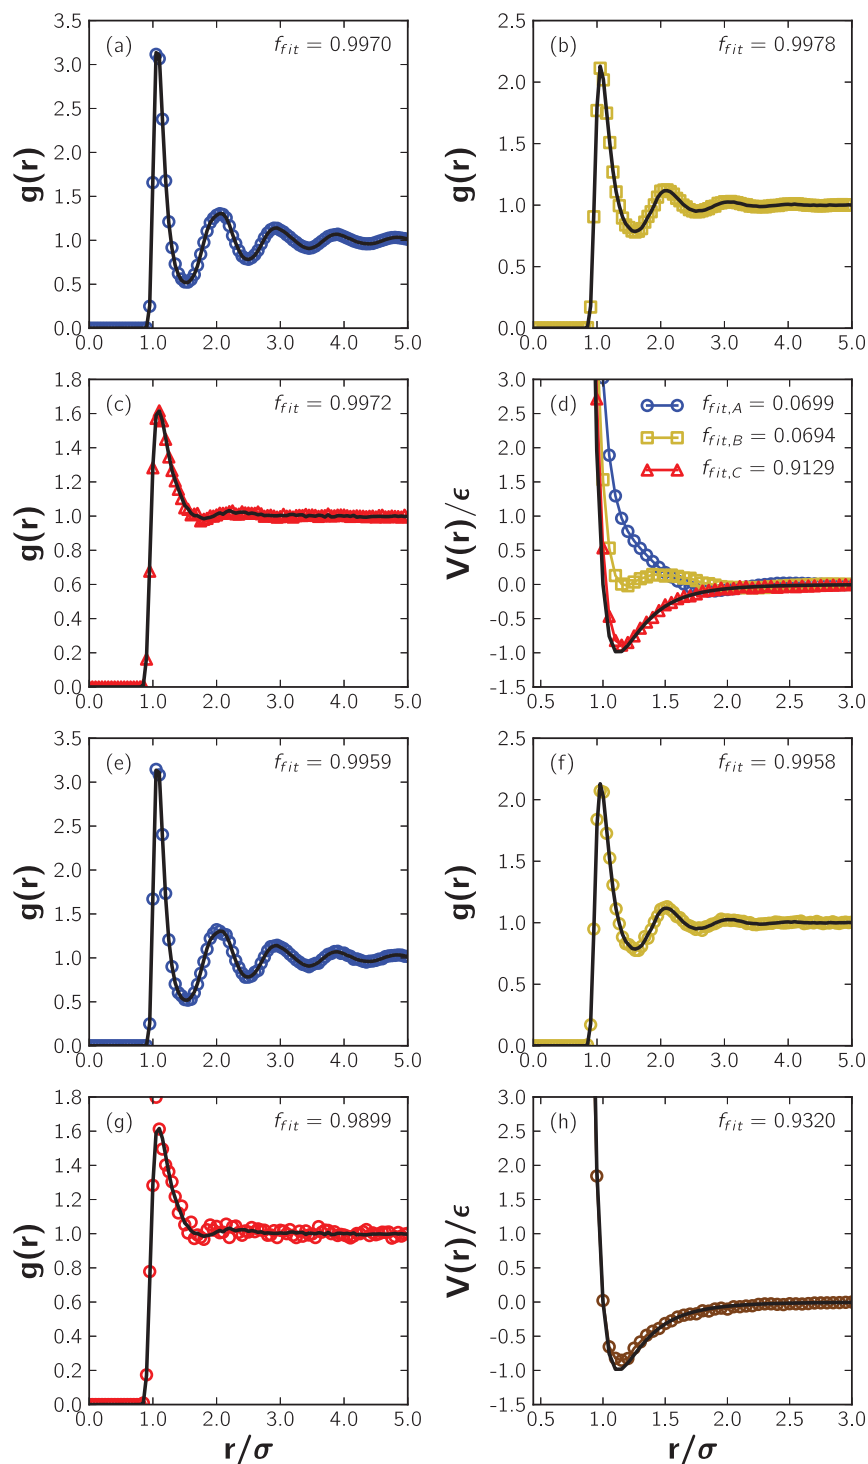 (a) f_fit = 0.9970
g(r)
3.5
3.0
2.5
2.0
1.5
1.0
0.5
0.0
0.0 1.0 2.0 3.0 4.0 5.0
(b) f_fit = 0.9978
g(r)
2.5
2.0
1.5
1.0
0.5
0.0
0.0 1.0 2.0 3.0 4.0 5.0
(c) f_fit = 0.9972
g(r)
1.8
1.6
1.4
1.2
1.0
0.8
0.6
0.4
0.2
0.0
0.0 1.0 2.0 3.0 4.0 5.0
(d) f_fit,A = 0.0699
f_fit,B = 0.0694
f_fit,C = 0.9129
V(r)/ϵ
3.0
2.5
2.0
1.5
1.0
0.5
0.0
-0.5
-1.0
-1.5
0.5 1.0 1.5 2.0 2.5 3.0
(e) f_fit = 0.9959
g(r)
3.5
3.0
2.5
2.0
1.5
1.0
0.5
0.0
0.0 1.0 2.0 3.0 4.0 5.0
(f) f_fit = 0.9958
g(r)
2.5
2.0
1.5
1.0
0.5
0.0
0.0 1.0 2.0 3.0 4.0 5.0
(g) f_fit = 0.9899
g(r)
1.8
1.6
1.4
1.2
1.0
0.8
0.6
0.4
0.2
0.0
0.0 1.0 2.0 3.0 4.0 5.0
r/σ
(h) f_fit = 0.9320
V(r)/ϵ
3.0
2.5
2.0
1.5
1.0
0.5
0.0
-0.5
-1.0
-1.5
0.5 1.0 1.5 2.0 2.5 3.0
r/σ